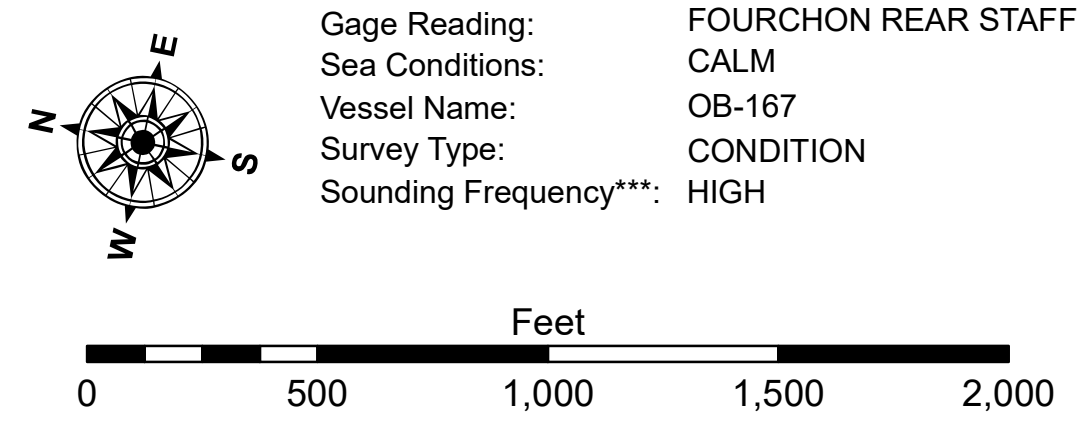 Gage Reading: FOURCHON REAR STAFF
Sea Conditions: CALM
Vessel Name: OB-167
Survey Type: CONDITION
Sounding Frequency***: HIGH
N
E
S
W
Feet
0 500 1,000 1,500 2,000